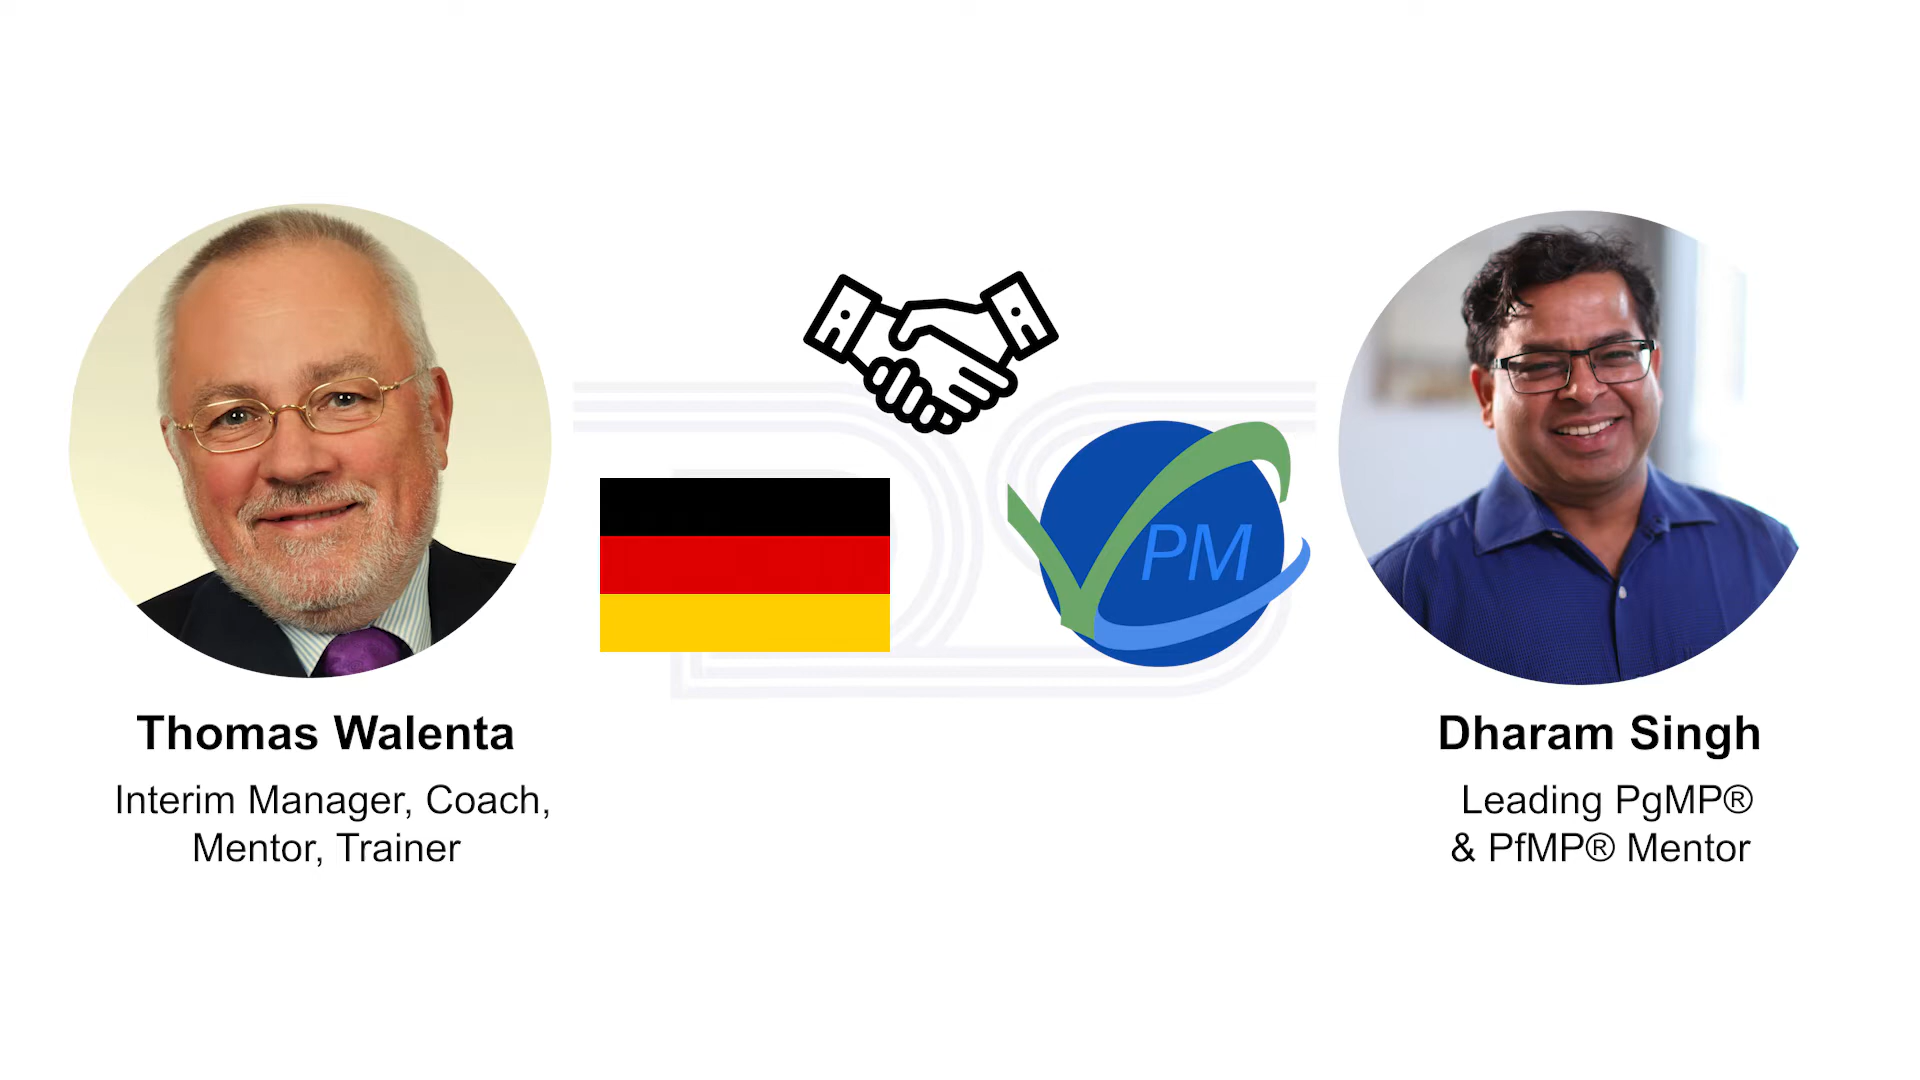 PM
Thomas Walenta
Interim Manager, Coach,
Mentor, Trainer
Dharam Singh
Leading PgMP®
& PfMP® Mentor